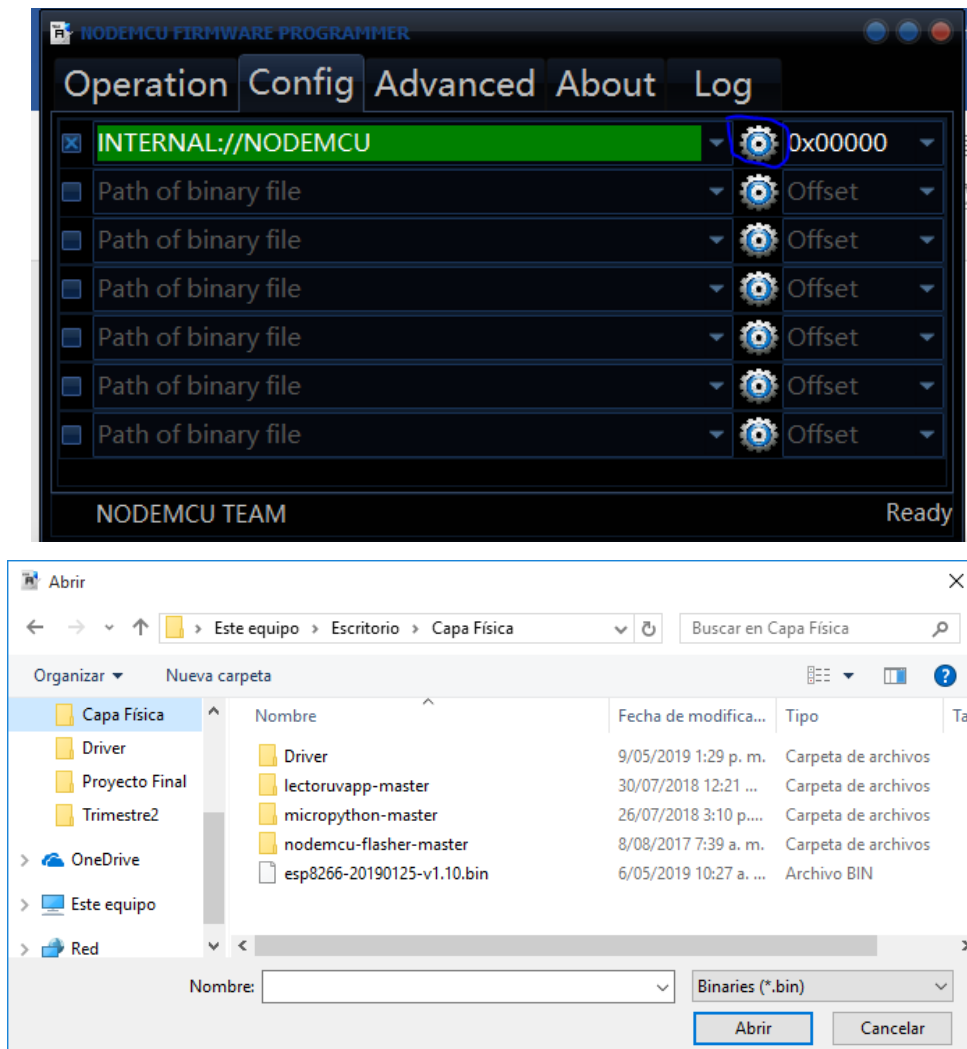 NODEMCU FIRMWARE PROGRAMMER
Operation Config Advanced About Log
INTERNAL://NODEMCU 0x00000
Path of binary file Offset
Path of binary file Offset
Path of binary file Offset
Path of binary file Offset
Path of binary file Offset
Path of binary file Offset
NODEMCU TEAM Ready
Abrir
Este equipo > Escritorio > Capa Física Buscar en Capa Física
Organizar Nueva carpeta
Capa Física
Driver
Proyecto Final
Trimestre2
OneDrive
Este equipo
Red
Nombre Fecha de modifica... Tipo Ta
Driver 9/05/2019 1:29 p. m. Carpeta de archivos
lectoruvapp-master 30/07/2018 12:21 ... Carpeta de archivos
micropython-master 26/07/2018 3:10 p.... Carpeta de archivos
nodemcu-flasher-master 8/08/2017 7:39 a. m. Carpeta de archivos
esp8266-20190125-v1.10.bin 6/05/2019 10:27 a. ... Archivo BIN
Nombre: Binaries (*.bin)
Abrir Cancelar